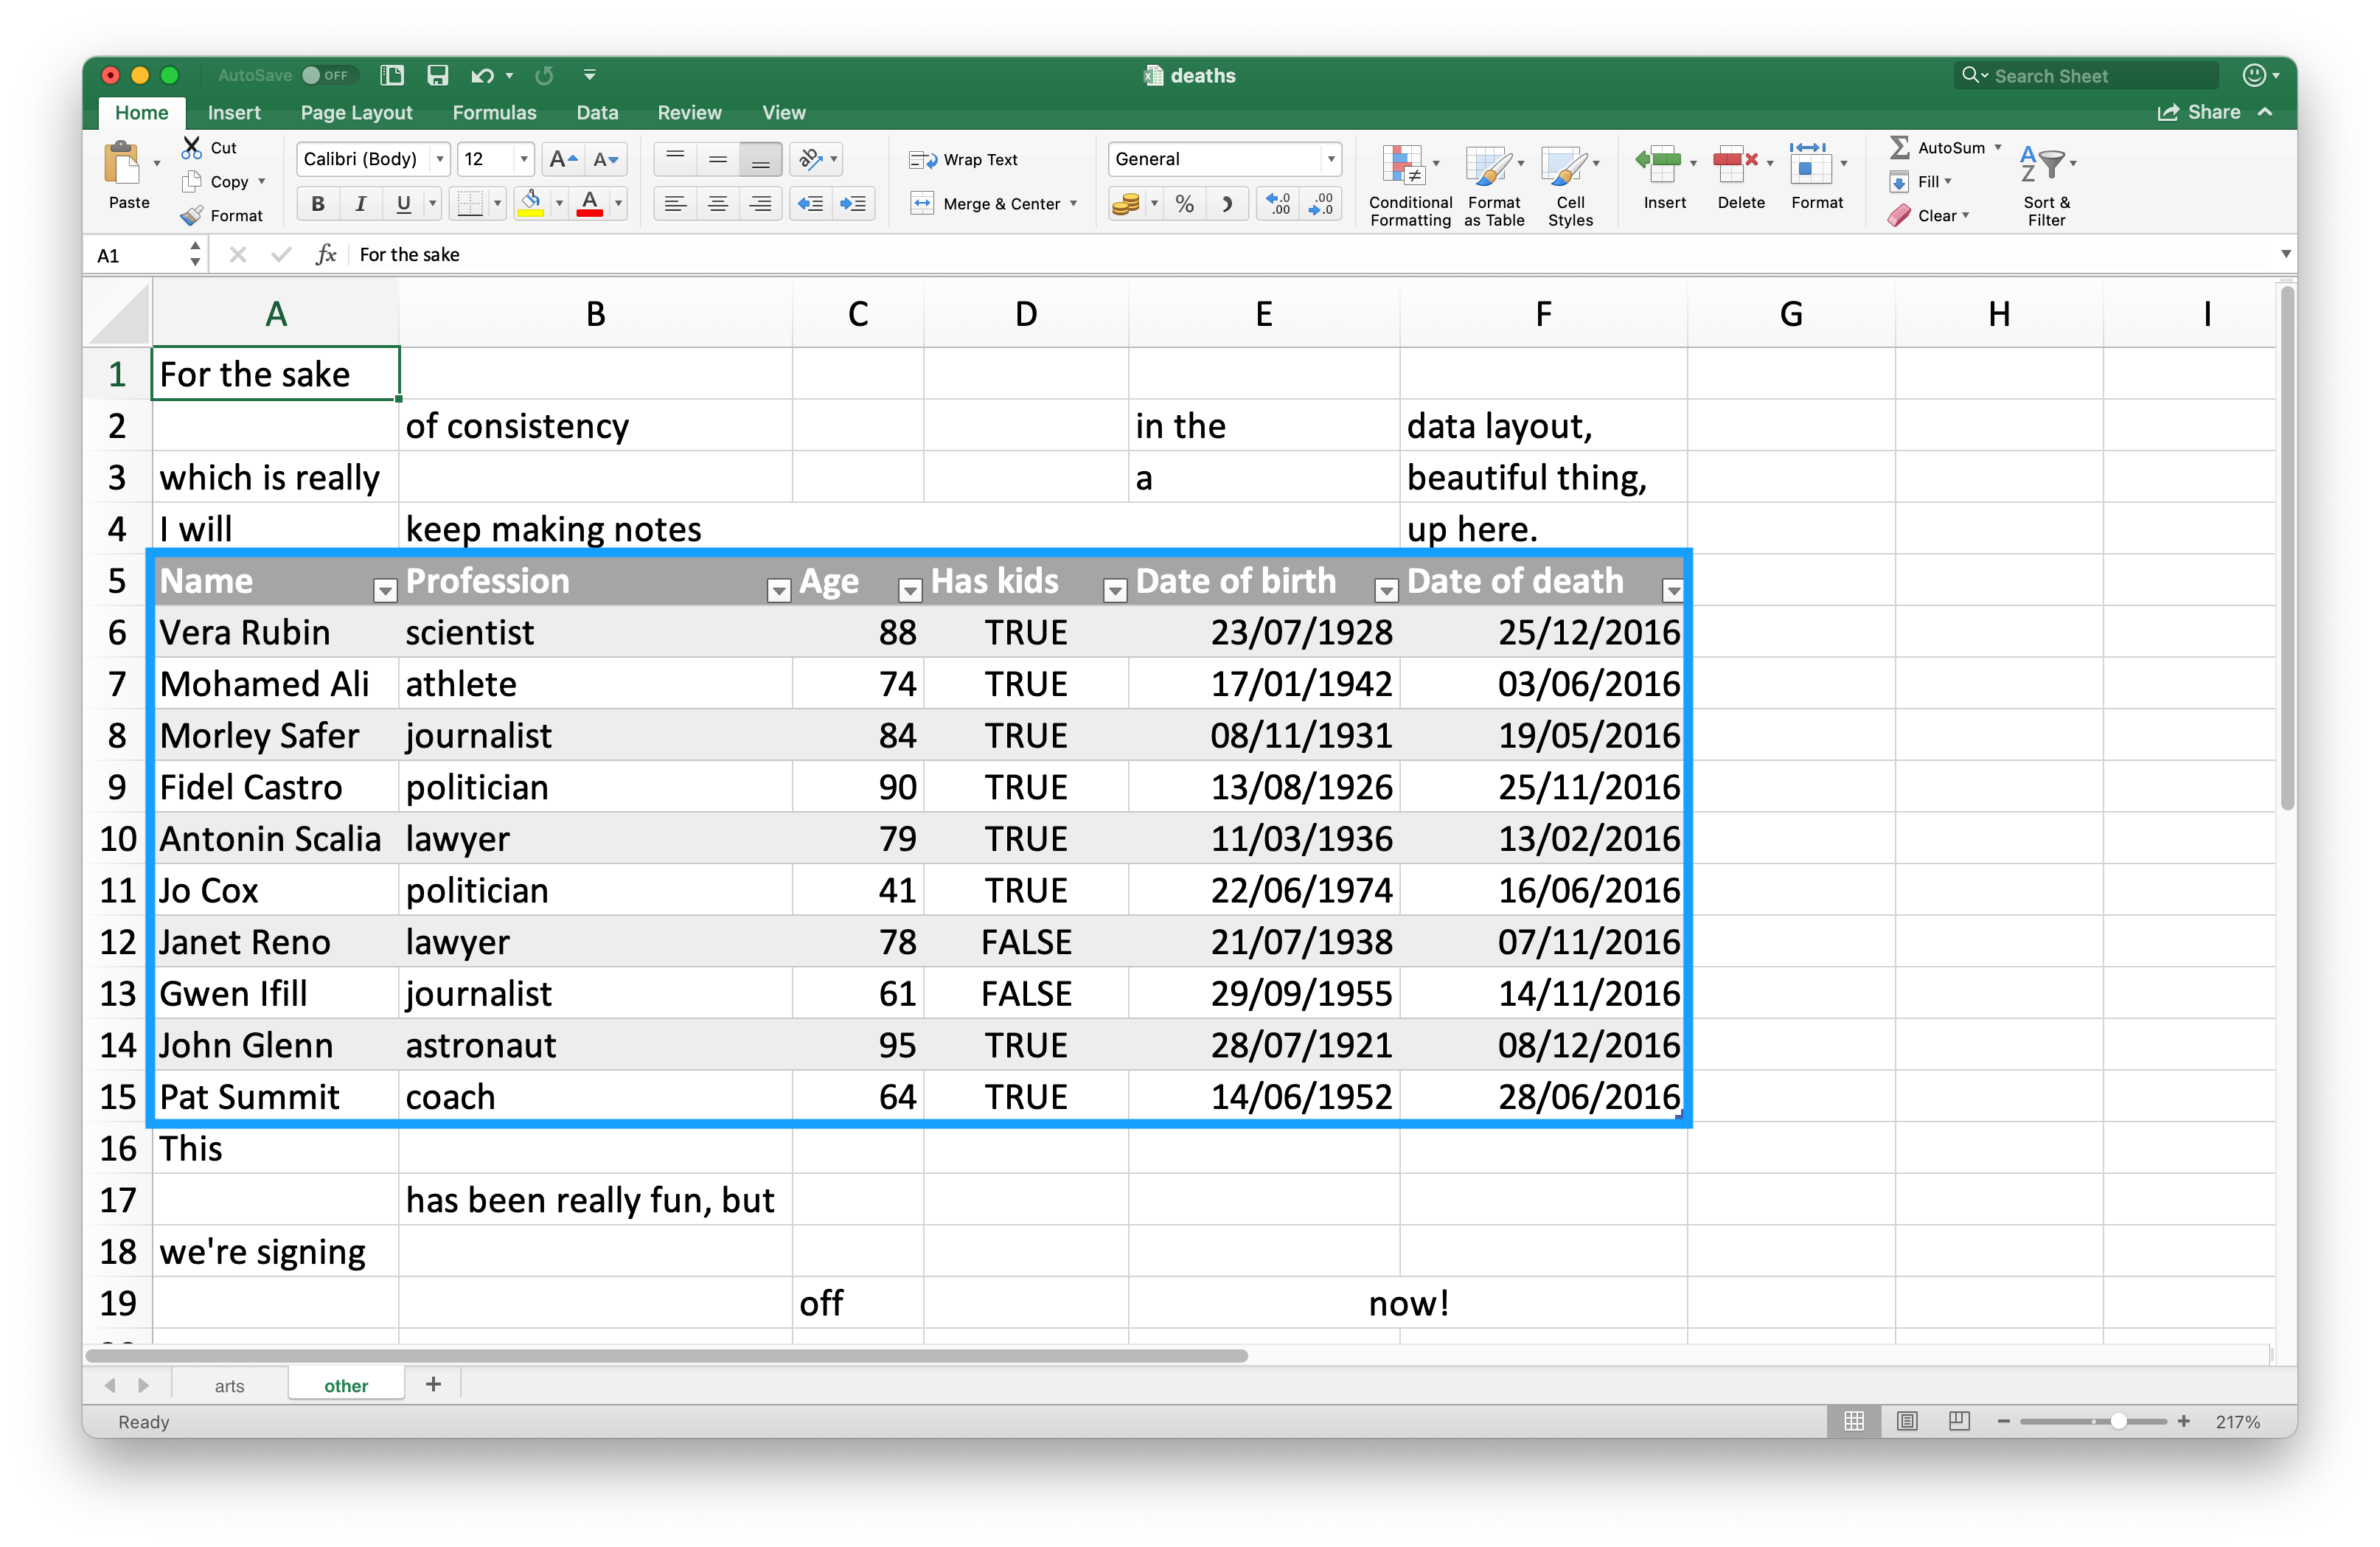 AutoSave OFF deaths Search Sheet
Home Insert Page Layout Formulas Data Review View Share
Paste Cut Copy Format
Calibri (Body) 12 A A
B I U A
ab Wrap Text
Merge & Center
General
% .0 .00 .00 .0
Conditional Formatting Format as Table Cell Styles
Insert Delete Format
AutoSum Fill Clear
A Z Sort & Filter
A1 fx For the sake
A B C D E F G H I
1 For the sake
2 of consistency in the data layout,
3 which is really a beautiful thing,
4 I will keep making notes up here.
5 Name Profession Age Has kids Date of birth Date of death
6 Vera Rubin scientist 88 TRUE 23/07/1928 25/12/2016
7 Mohamed Ali athlete 74 TRUE 17/01/1942 03/06/2016
8 Morley Safer journalist 84 TRUE 08/11/1931 19/05/2016
9 Fidel Castro politician 90 TRUE 13/08/1926 25/11/2016
10 Antonin Scalia lawyer 79 TRUE 11/03/1936 13/02/2016
11 Jo Cox politician 41 TRUE 22/06/1974 16/06/2016
12 Janet Reno lawyer 78 FALSE 21/07/1938 07/11/2016
13 Gwen Ifill journalist 61 FALSE 29/09/1955 14/11/2016
14 John Glenn astronaut 95 TRUE 28/07/1921 08/12/2016
15 Pat Summit coach 64 TRUE 14/06/1952 28/06/2016
16 This
17 has been really fun, but
18 we're signing
19 off now!
arts other +
Ready 217%